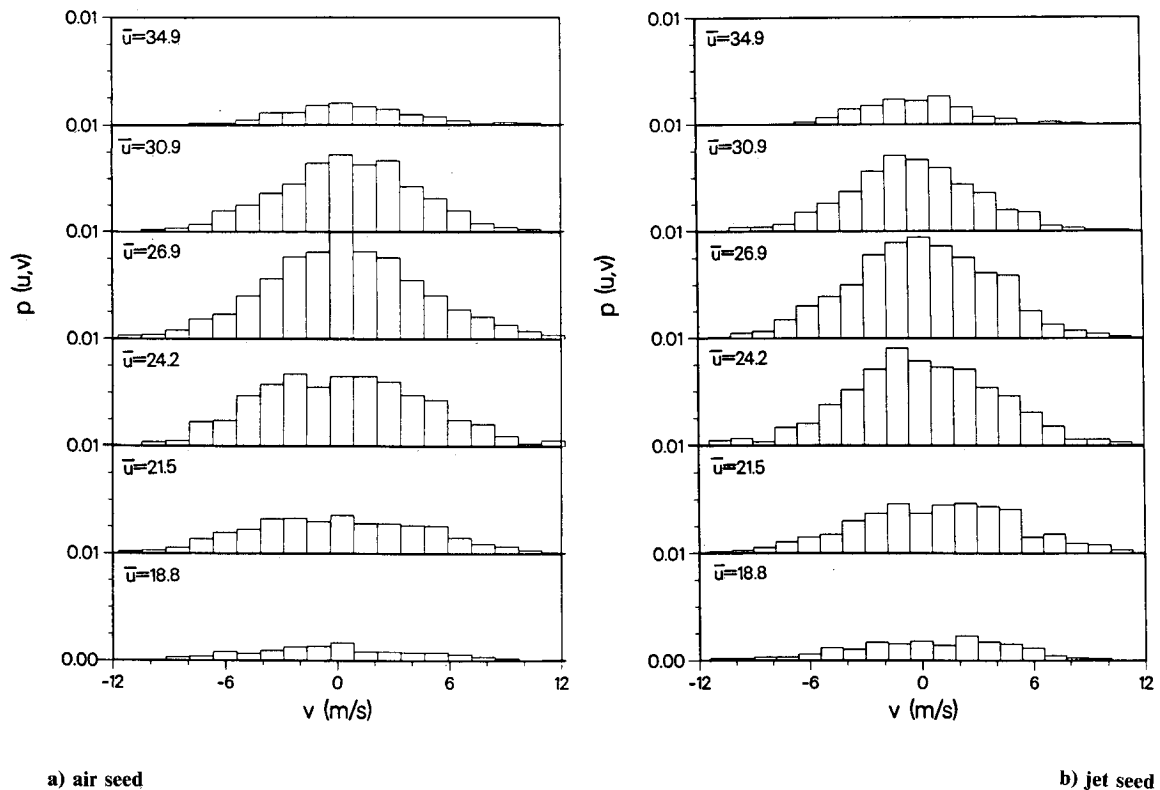 0.01
ū=34.9
0.01
ū=30.9
0.01
ū=26.9
0.01
ū=24.2
0.01
ū=21.5
0.01
ū=18.8
0.00
p (u,v)
-12 -6 0 6 12
v (m/s)
a) air seed
0.01
ū=34.9
0.01
ū=30.9
0.01
ū=26.9
0.01
ū=24.2
0.01
ū=21.5
0.01
ū=18.8
0.00
p (u,v)
-12 -6 0 6 12
v (m/s)
b) jet seed